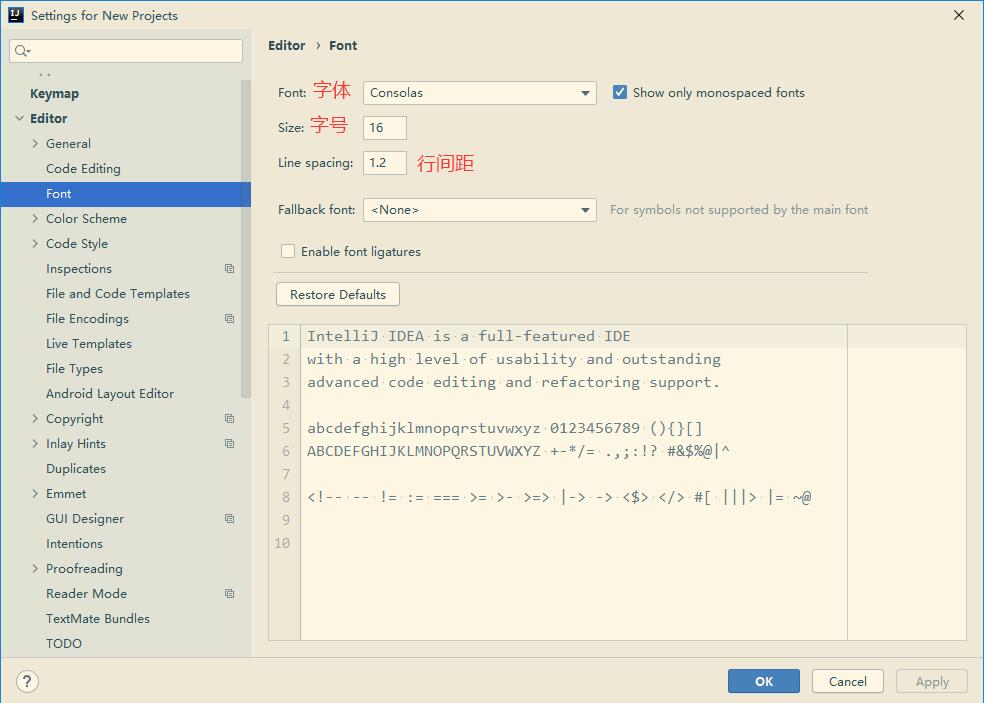 Settings for New Projects
Keymap
Editor
General
Code Editing
Font
Color Scheme
Code Style
Inspections
File and Code Templates
File Encodings
Live Templates
File Types
Android Layout Editor
Copyright
Inlay Hints
Duplicates
Emmet
GUI Designer
Intentions
Proofreading
Reader Mode
TextMate Bundles
TODO
Editor › Font
Font: 字体 Consolas Show only monospaced fonts
Size: 字号 16
Line spacing: 1.2 行间距
Fallback font: <None> For symbols not supported by the main font
Enable font ligatures
Restore Defaults
1 IntelliJ IDEA is a full-featured IDE
2 with a high level of usability and outstanding
3 advanced code editing and refactoring support.
4
5 abcdefghijklmnopqrstuvwxyz 0123456789 (){}[]
6 ABCDEFGHIJKLMNOPQRSTUVWXYZ +-*/= .,;:!? #&$%@|^
7
8 <!-- -- != := === >= >- >=> |-> -> <$> </> #[ |||> |= ~@
9
10
? OK Cancel Apply